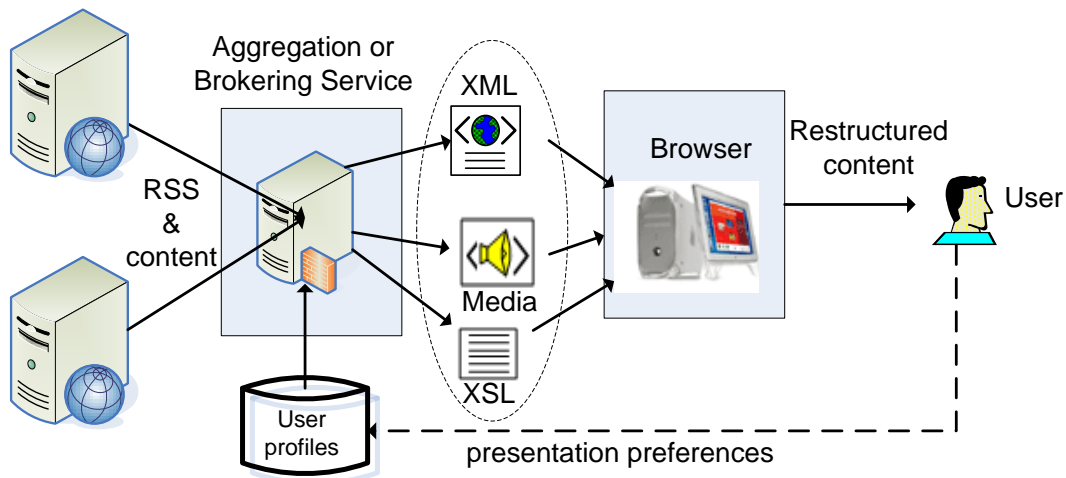 Aggregation or
Brokering Service
RSS
&
content
XML
Media
XSL
Browser
Restructured
content
User
User
profiles
presentation preferences